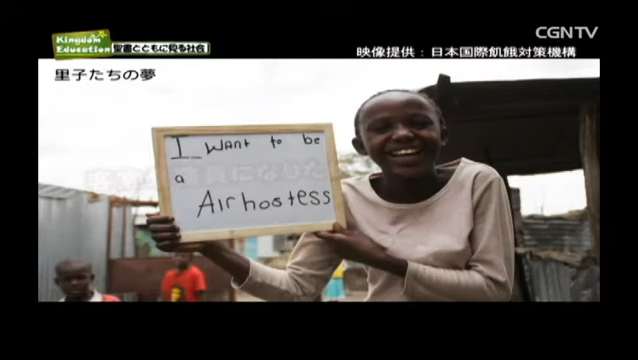 Kingdom Education 聖書とともに見る社会
CGNTV
映像提供：日本国際飢餓対策機構
里子たちの夢
I WAnt to be
a
Airhostess